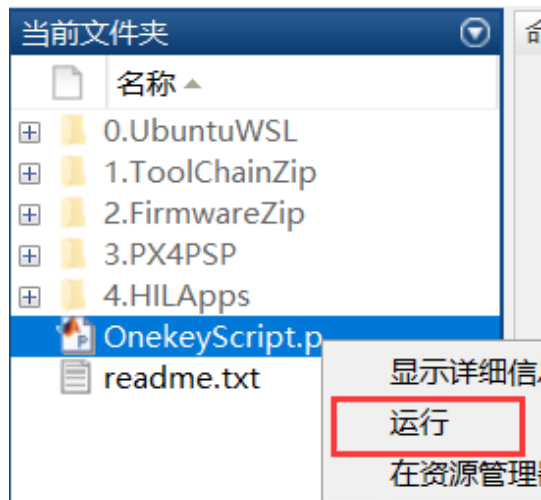 当前文件夹
名称
0.UbuntuWSL
1.ToolChainZip
2.FirmwareZip
3.PX4PSP
4.HILApps
OnekeyScript.p
readme.txt
显示详细信
运行
在资源管理